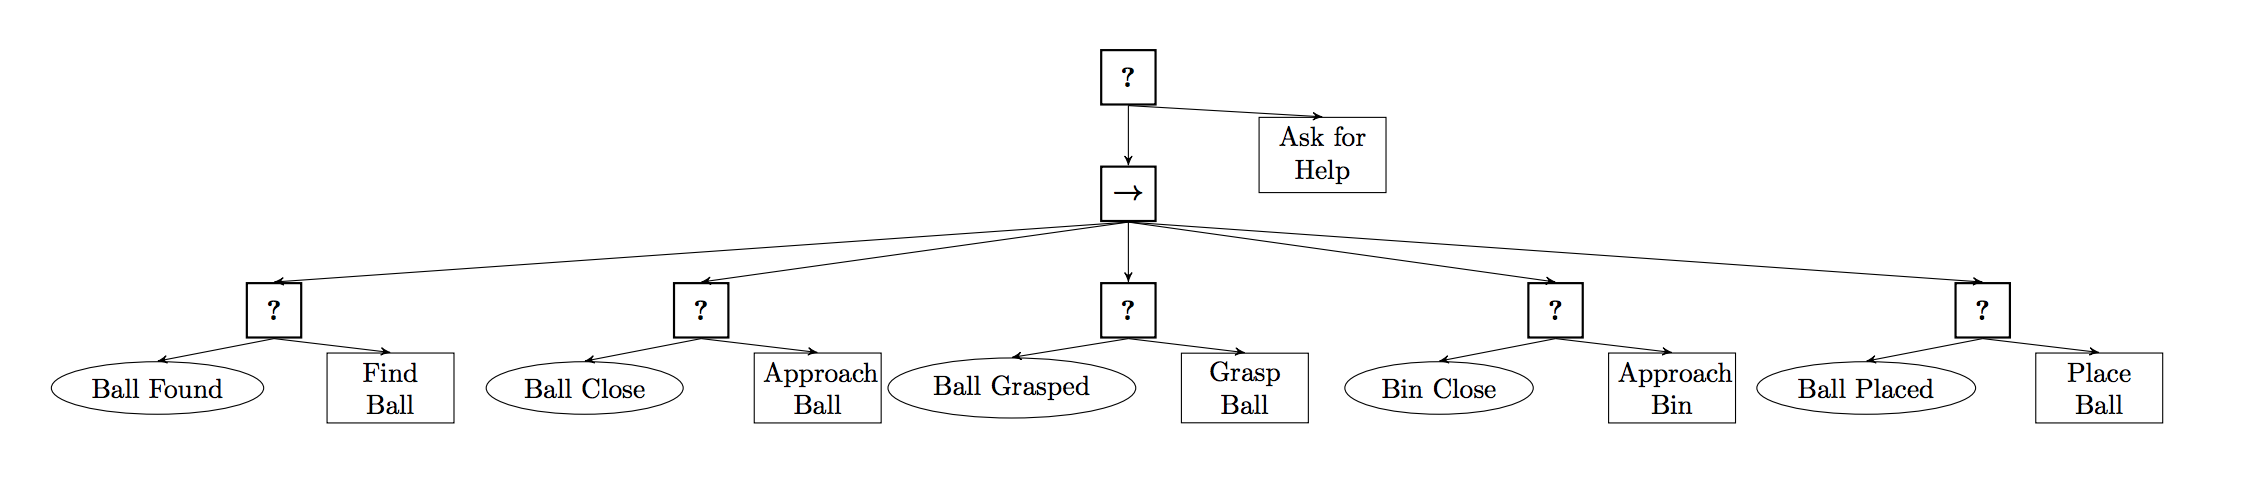 ?
Ask for
Help
→
? ? ? ? ?
Ball Found
Find
Ball
Ball Close
Approach
Ball
Ball Grasped
Grasp
Ball
Bin Close
Approach
Bin
Ball Placed
Place
Ball